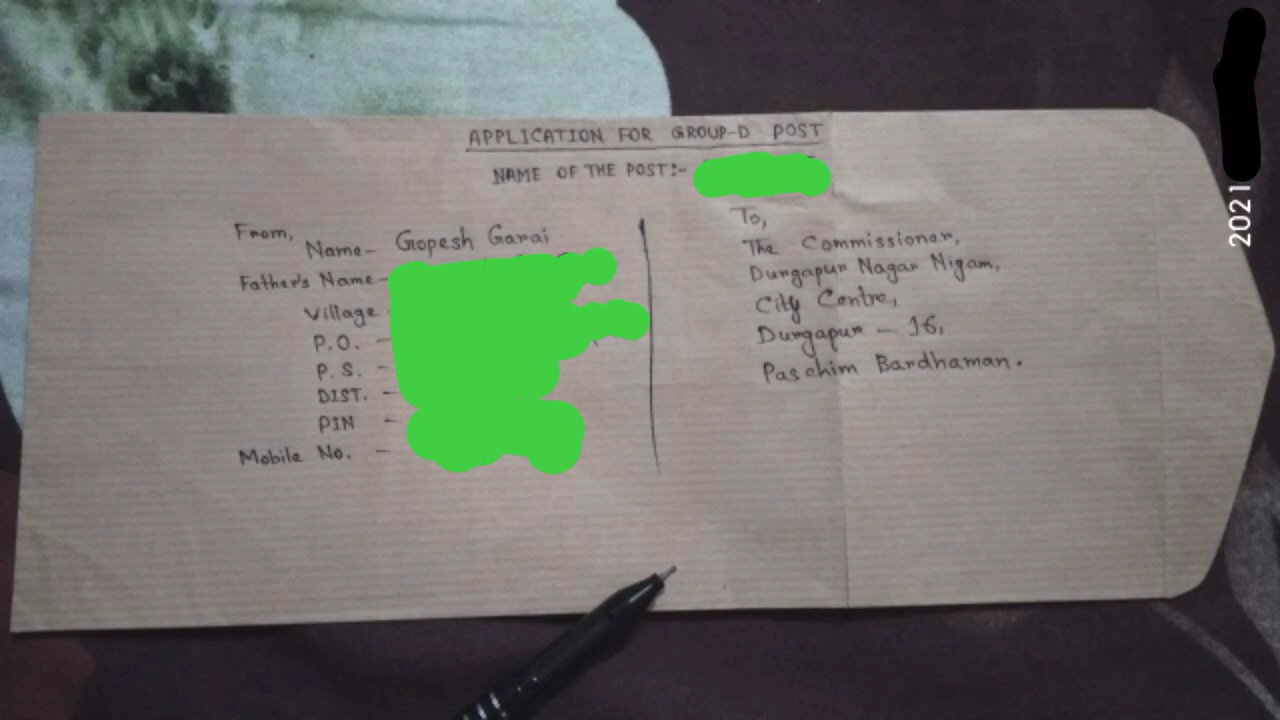 APPLICATION FOR GROUP-D POST
NAME OF THE POST:-
From,
Name- Gopesh Garai
Father's Name-
Village -
P.O. -
P.S. -
DIST. -
PIN -
Mobile No. -
To,
The Commissioner,
Durgapur Nagar Nigam,
City Centre,
Durgapur - 16,
Paschim Bardhaman.
2021